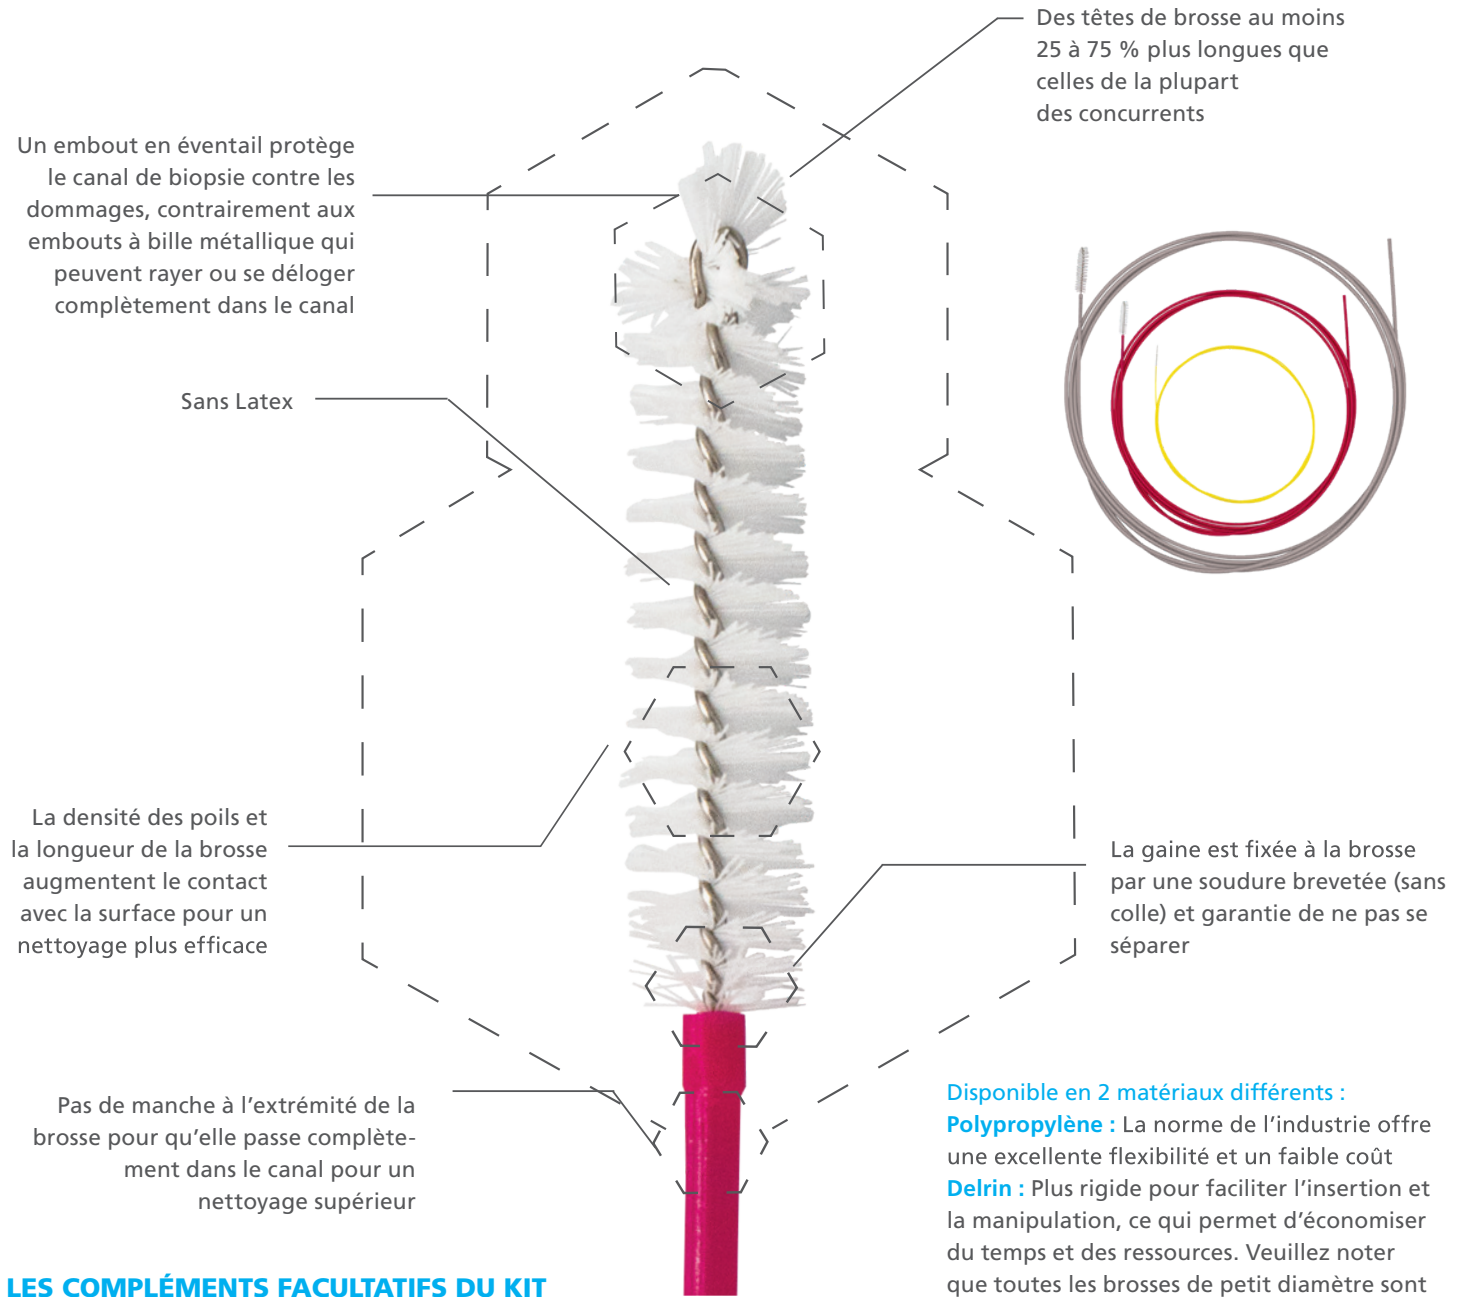 Des têtes de brosse au moins
25 à 75 % plus longues que
celles de la plupart
des concurrents
Un embout en éventail protège
le canal de biopsie contre les
dommages, contrairement aux
embouts à bille métallique qui
peuvent rayer ou se déloger
complètement dans le canal
Sans Latex
La densité des poils et
la longueur de la brosse
augmentent le contact
avec la surface pour un
nettoyage plus efficace
La gaine est fixée à la brosse
par une soudure brevetée (sans
colle) et garantie de ne pas se
séparer
Pas de manche à l’extrémité de la
brosse pour qu’elle passe complète-
ment dans le canal pour un
nettoyage supérieur
Disponible en 2 matériaux différents :
Polypropylène : La norme de l’industrie offre
une excellente flexibilité et un faible coût
Delrin : Plus rigide pour faciliter l’insertion et
la manipulation, ce qui permet d’économiser
du temps et des ressources. Veuillez noter
que toutes les brosses de petit diamètre sont
LES COMPLÉMENTS FACULTATIFS DU KIT